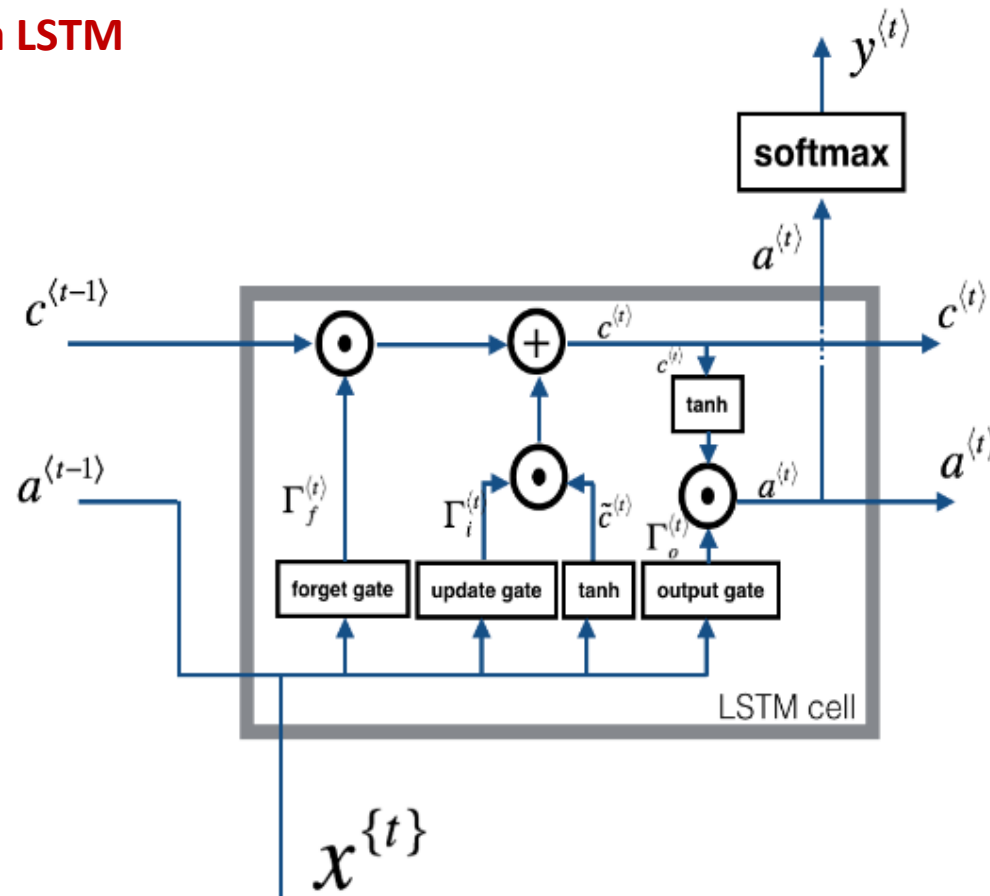 LSTM
y⟨t⟩
softmax
a⟨t⟩
c⟨t−1⟩
c⟨t⟩
c⟨t⟩
c⟨t⟩
tanh
a⟨t−1⟩
a⟨t⟩
a⟨t⟩
Γf⟨t⟩
Γi⟨t⟩
c̃⟨t⟩
Γo⟨t⟩
forget gate
update gate
tanh
output gate
LSTM cell
x{t}